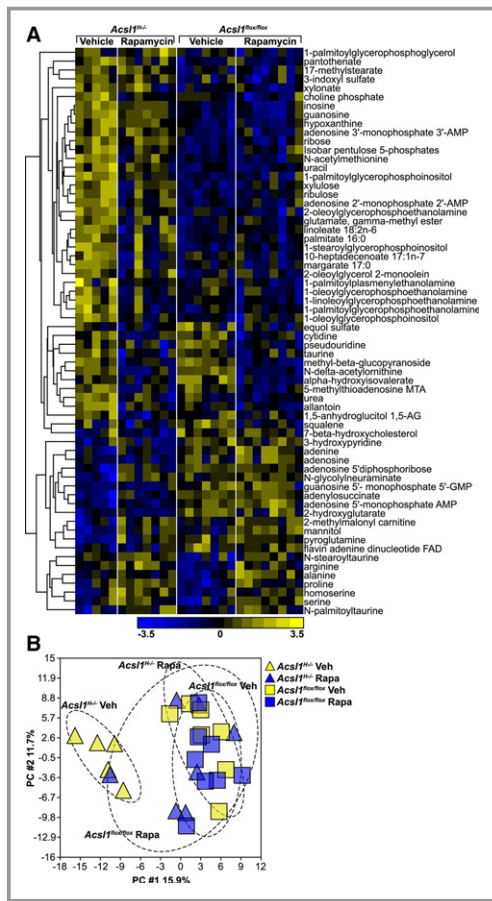 A
Acsl1H-/- Acsl1flox/flox
Vehicle Rapamycin Vehicle Rapamycin
1-palmitoylglycerophosphoglycerol
pantothenate
17-methylstearate
3-indoxyl sulfate
xylonate
choline phosphate
inosine
guanosine
hypoxanthine
adenosine 3'-monophosphate 3'-AMP
ribose
Isobar pentulose 5-phosphates
N-acetylmethionine
uracil
1-palmitoylglycerophosphoinositol
xylulose
ribulose
adenosine 2'-monophosphate 2'-AMP
2-oleoylglycerophosphoethanolamine
glutamate, gamma-methyl ester
linoleate 18:2n-6
palmitate 16:0
1-stearoylglycerophosphoinositol
10-heptadecenoate 17:1n-7
margarate 17:0
2-oleoylglycerol 2-monoolein
1-palmitoylplasmenylethanolamine
1-oleoylglycerophosphoethanolamine
1-linoleoylglycerophosphoethanolamine
1-palmitoylglycerophosphoethanolamine
1-oleoylglycerophosphoinositol
equol sulfate
cytidine
pseudouridine
taurine
methyl-beta-glucopyranoside
N-delta-acetylornithine
alpha-hydroxyisovalerate
5-methylthioadenosine MTA
urea
allantoin
1,5-anhydroglucitol 1,5-AG
squalene
7-beta-hydroxycholesterol
3-hydroxypyridine
adenine
adenosine
adenosine 5'diphosphoribose
N-glycolylneuraminate
guanosine 5'- monophosphate 5'-GMP
adenylosuccinate
adenosine 5'-monophosphate AMP
2-hydroxyglutarate
2-methylmalonyl carnitine
mannitol
pyroglutamine
flavin adenine dinucleotide FAD
N-stearoyltaurine
arginine
alanine
proline
homoserine
serine
N-palmitoyltaurine
-3.5 0 3.5
B
PC #2 11.7%
15
11.9
8.8
5.7
2.6
-0.5
-3.6
-6.7
-9.8
-12.9
-16
Acsl1H-/- Rapa
Acsl1H-/- Veh
Acsl1flox/flox Veh
Acsl1flox/flox Rapa
-18 -15 -12 -9 -6 -3 0 3 6 9 12
PC #1 15.9%
Acsl1H-/- Veh
Acsl1H-/- Rapa
Acsl1flox/flox Veh
Acsl1flox/flox Rapa